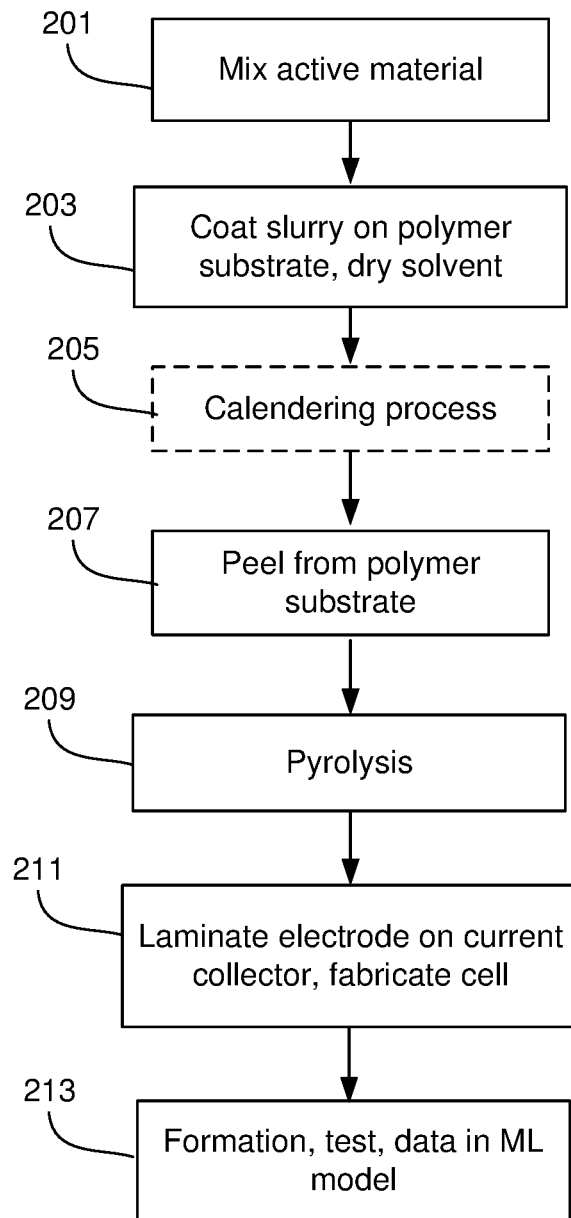 201
Mix active material
203
Coat slurry on polymer
substrate, dry solvent
205
Calendering process
207
Peel from polymer
substrate
209
Pyrolysis
211
Laminate electrode on current
collector, fabricate cell
213
Formation, test, data in ML
model